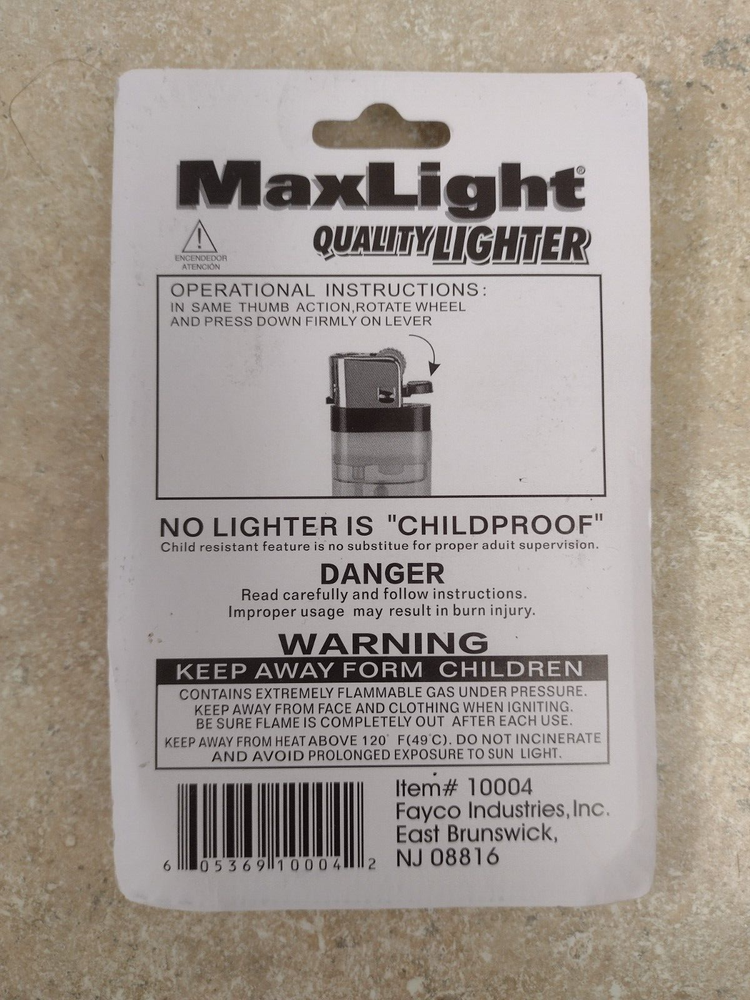 MaxLight®
QUALITY LIGHTER
ENCENDEDOR
ATENCIÓN
OPERATIONAL INSTRUCTIONS:
IN SAME THUMB ACTION,ROTATE WHEEL
AND PRESS DOWN FIRMLY ON LEVER
NO LIGHTER IS "CHILDPROOF"
Child resistant feature is no substitue for proper aduit supervision.
DANGER
Read carefully and follow instructions.
Improper usage may result in burn injury.
WARNING
KEEP AWAY FORM CHILDREN
CONTAINS EXTREMELY FLAMMABLE GAS UNDER PRESSURE.
KEEP AWAY FROM FACE AND CLOTHING WHEN IGNITING.
BE SURE FLAME IS COMPLETELY OUT AFTER EACH USE.
KEEP AWAY FROM HEAT ABOVE 120° F(49°C). DO NOT INCINERATE
AND AVOID PROLONGED EXPOSURE TO SUN LIGHT.
6 05369 10004 2
Item# 10004
Fayco Industries,Inc.
East Brunswick,
NJ 08816